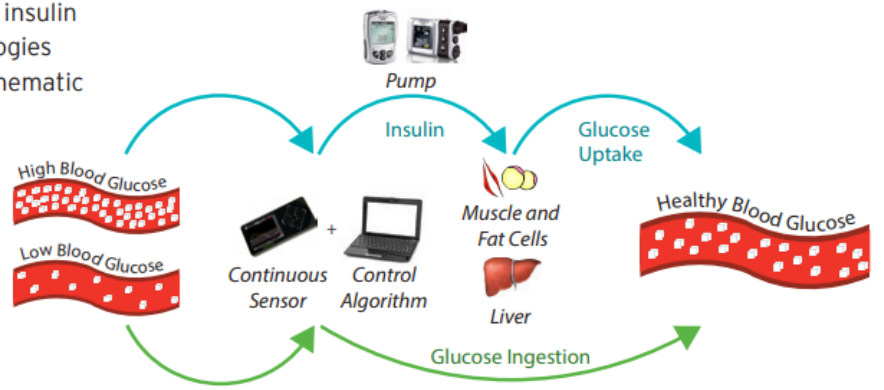 insulin
ogies
hematic
Pump
Insulin
Glucose
Uptake
High Blood Glucose
Low Blood Glucose
+
Continuous
Sensor
Control
Algorithm
Muscle and
Fat Cells
Liver
Healthy Blood Glucose
Glucose Ingestion